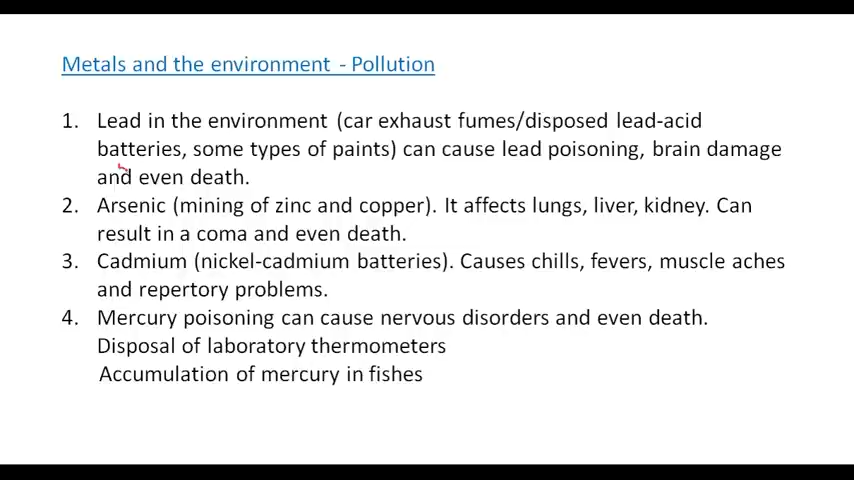 Metals and the environment - Pollution
1. Lead in the environment (car exhaust fumes/disposed lead-acid
batteries, some types of paints) can cause lead poisoning, brain damage
and even death.
2. Arsenic (mining of zinc and copper). It affects lungs, liver, kidney. Can
result in a coma and even death.
3. Cadmium (nickel-cadmium batteries). Causes chills, fevers, muscle aches
and repertory problems.
4. Mercury poisoning can cause nervous disorders and even death.
Disposal of laboratory thermometers
Accumulation of mercury in fishes